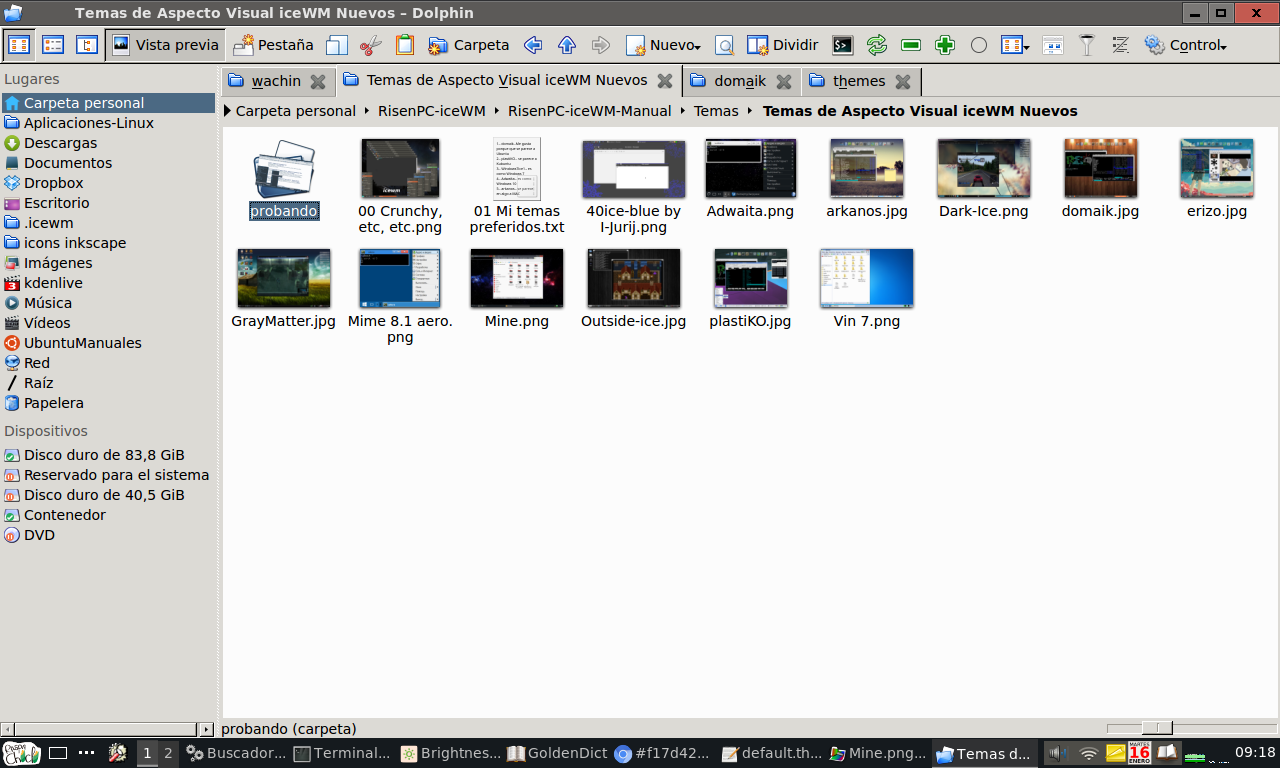 Temas de Aspecto Visual iceWM Nuevos – Dolphin
Vista previa
Pestaña
Carpeta
Nuevo
Dividir
Control
Lugares
Carpeta personal
Aplicaciones-Linux
Descargas
Documentos
Dropbox
Escritorio
.icewm
icons inkscape
Imágenes
kdenlive
Música
Vídeos
UbuntuManuales
Red
Raíz
Papelera
Dispositivos
Disco duro de 83,8 GiB
Reservado para el sistema
Disco duro de 40,5 GiB
Contenedor
DVD
wachin
Temas de Aspecto Visual iceWM Nuevos
domaik
themes
Carpeta personal
RisenPC-iceWM
RisenPC-iceWM-Manual
Temas
Temas de Aspecto Visual iceWM Nuevos
probando
00 Crunchy,
etc, etc.png
01 Mi temas
preferidos.txt
40ice-blue by
I-Jurij.png
Adwaita.png
arkanos.jpg
Dark-Ice.png
domaik.jpg
erizo.jpg
GrayMatter.jpg
Mime 8.1 aero.
png
Mine.png
Outside-ice.jpg
plastiKO.jpg
Vin 7.png
probando (carpeta)
1
2
Buscador...
Terminal...
Brightnes...
GoldenDict
#f17d42...
default.th...
Mine.png...
Temas d...
MARTES
16
ENERO
09:18